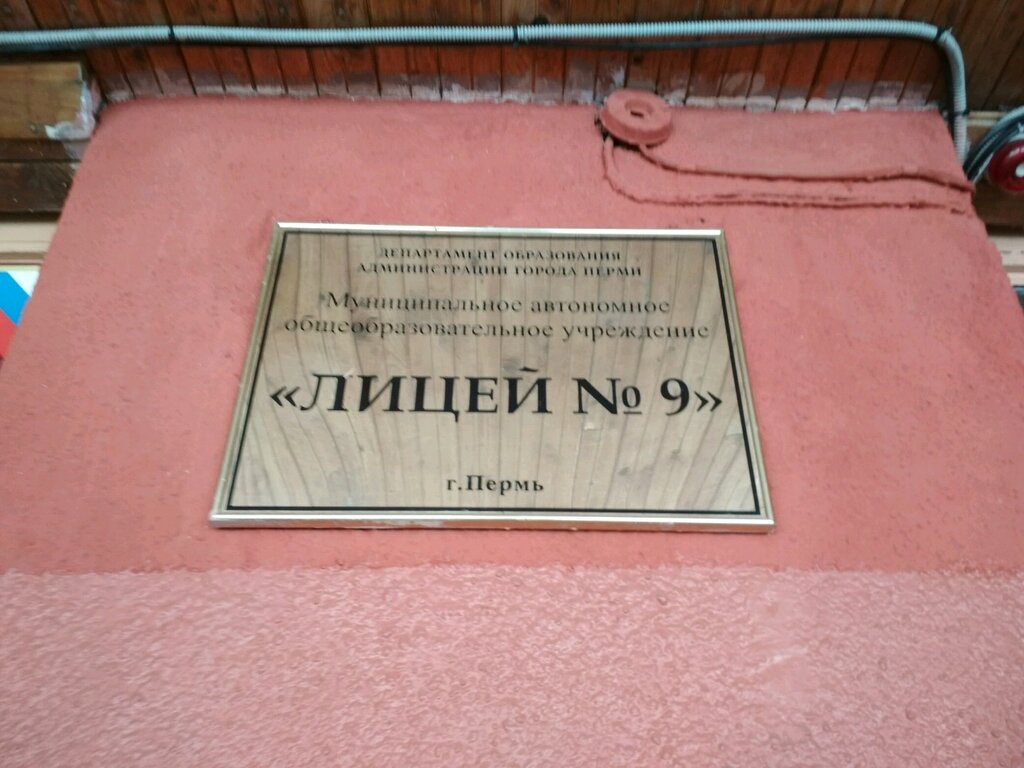 ДЕПАРТАМЕНТ ОБРАЗОВАНИЯ
АДМИНИСТРАЦИИ ГОРОДА ПЕРМИ
Муниципальное автономное
общеобразовательное учреждение
«ЛИЦЕЙ № 9»
г.Пермь